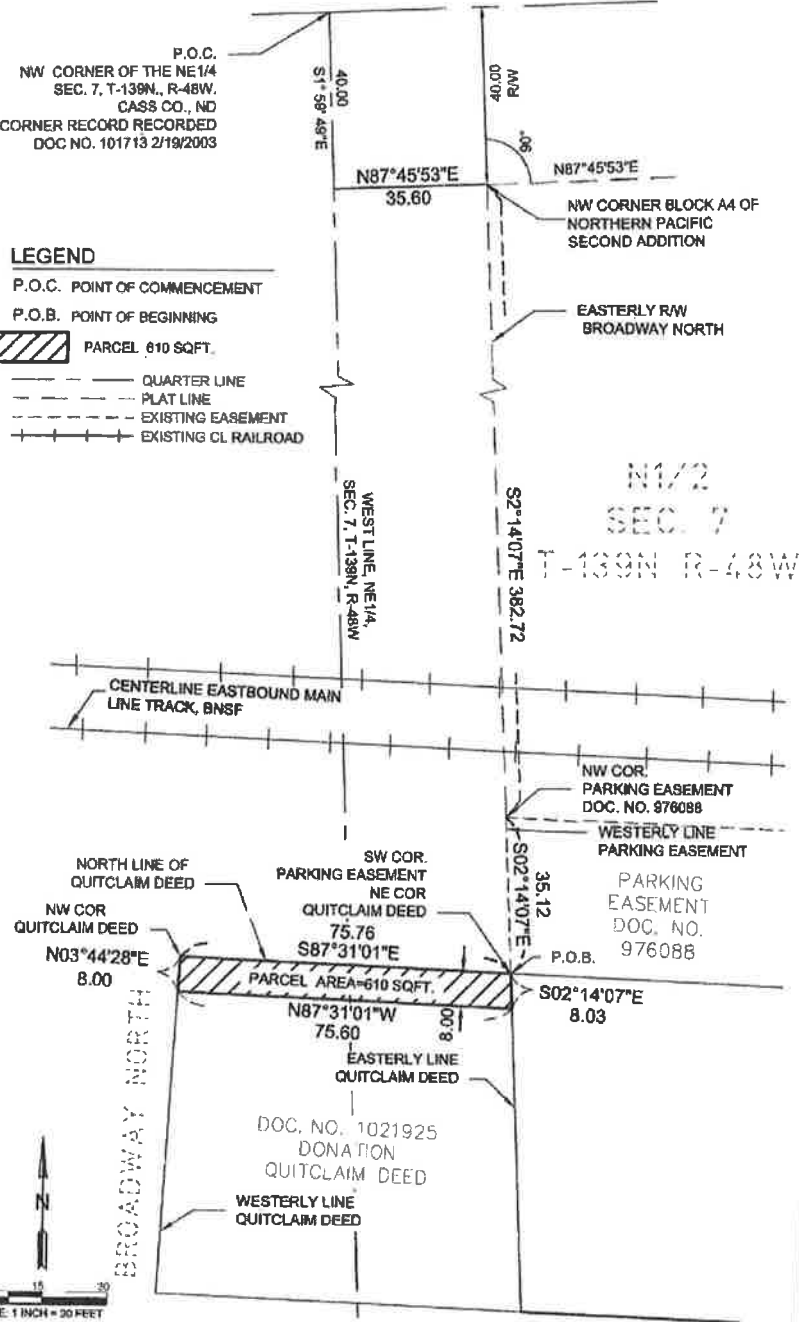 P.O.C.
NW CORNER OF THE NE1/4
SEC. 7, T-139N., R-48W.
CASS CO., ND
CORNER RECORD RECORDED
DOC NO. 101713 2/19/2003
40.00
S1°59'49"E
40.00
R/W
90°
N87°45'53"E
35.60
N87°45'53"E
NW CORNER BLOCK A4 OF
NORTHERN PACIFIC
SECOND ADDITION
LEGEND
P.O.C. POINT OF COMMENCEMENT
P.O.B. POINT OF BEGINNING
PARCEL 610 SQFT.
QUARTER LINE
PLAT LINE
EXISTING EASEMENT
EXISTING CL RAILROAD
EASTERLY R/W
BROADWAY NORTH
N1/2
SEC. 7
T-139N R-48W
WEST LINE, NE1/4,
SEC. 7, T-139N, R-48W
S2°14'07"E 382.72
CENTERLINE EASTBOUND MAIN
LINE TRACK, BNSF
NW COR.
PARKING EASEMENT
DOC. NO. 976088
WESTERLY LINE
PARKING EASEMENT
35.12
S02°14'07"E
PARKING
EASEMENT
DOC. NO.
976088
NORTH LINE OF
QUITCLAIM DEED
SW COR.
PARKING EASEMENT
NE COR
QUITCLAIM DEED
NW COR
QUITCLAIM DEED
75.76
S87°31'01"E
P.O.B.
N03°44'28"E
8.00
PARCEL AREA=610 SQFT.
S02°14'07"E
8.03
N87°31'01"W
75.60
8.00
EASTERLY LINE
QUITCLAIM DEED
BROADWAY NORTH
DOC. NO. 1021925
DONATION
QUITCLAIM DEED
WESTERLY LINE
QUITCLAIM DEED
N
15 30
1 INCH = 30 FEET